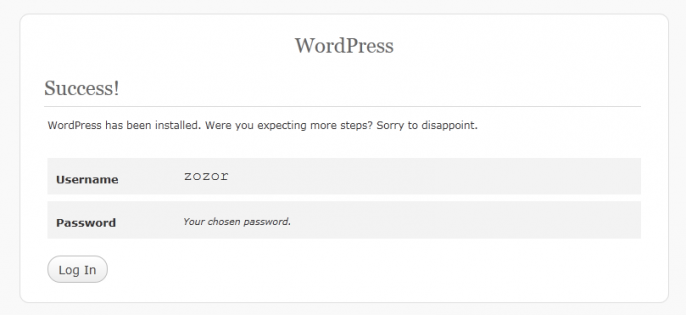 WordPress
Success!
WordPress has been installed. Were you expecting more steps? Sorry to disappoint.
Username zozor
Password Your chosen password.
Log In